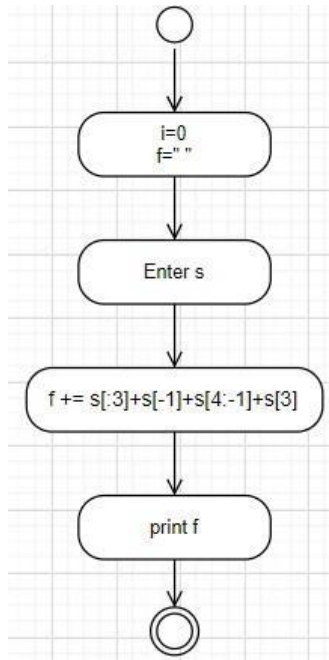 i=0
f=" "
Enter s
f += s[:3]+s[-1]+s[4:-1]+s[3]
print f